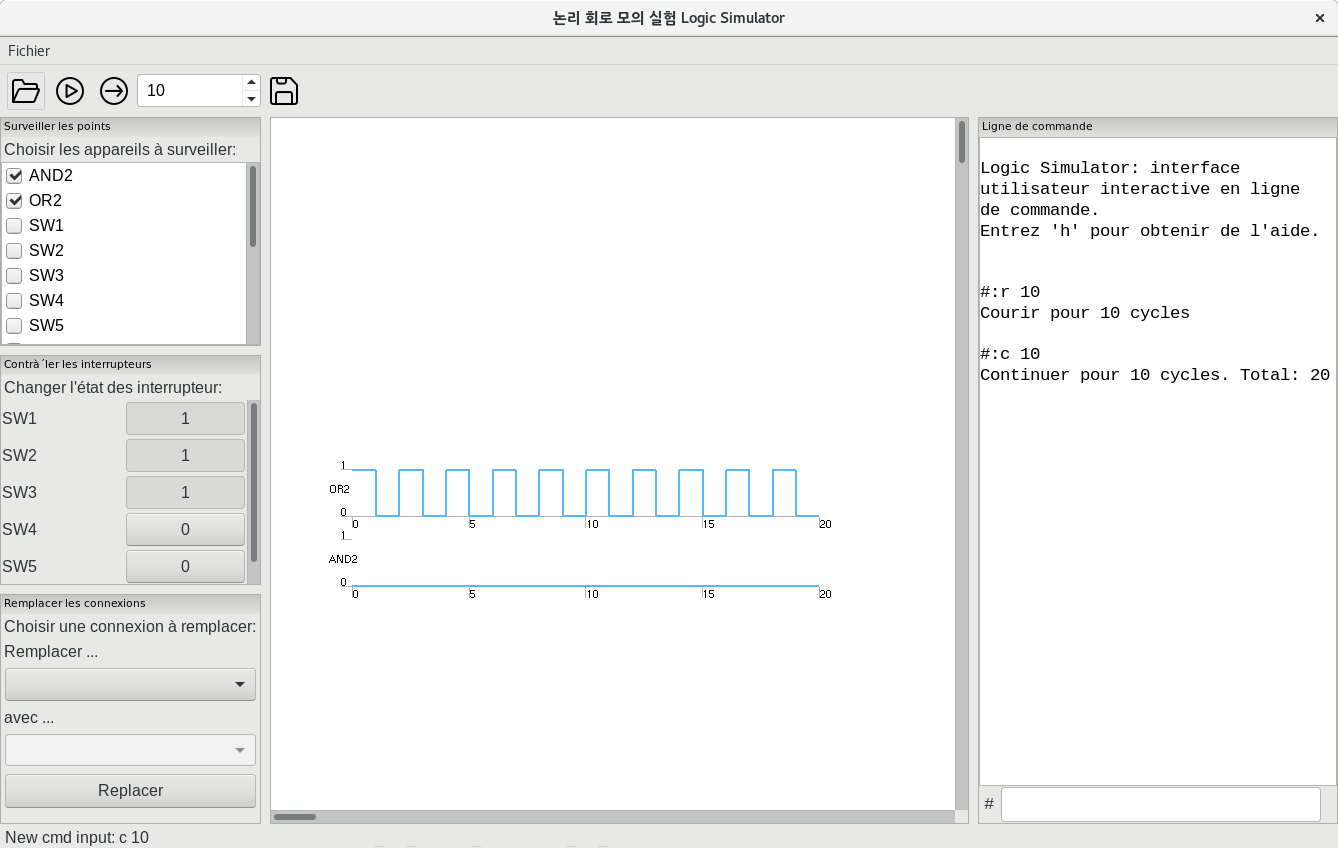 논리 회로 모의 실험 Logic Simulator
Fichier
10
Surveiller les points
Choisir les appareils à surveiller:
AND2
OR2
SW1
SW2
SW3
SW4
SW5
Contrà´ler les interrupteurs
Changer l'état des interrupteur:
SW1 1
SW2 1
SW3 1
SW4 0
SW5 0
Remplacer les connexions
Choisir une connexion à remplacer:
Remplacer ...
avec ...
Replacer
1
OR2
0
0 5 10 15 20
1
AND2
0
0 5 10 15 20
Ligne de commande
Logic Simulator: interface
utilisateur interactive en ligne
de commande.
Entrez 'h' pour obtenir de l'aide.
#:r 10
Courir pour 10 cycles
#:c 10
Continuer pour 10 cycles. Total: 20
#
New cmd input: c 10